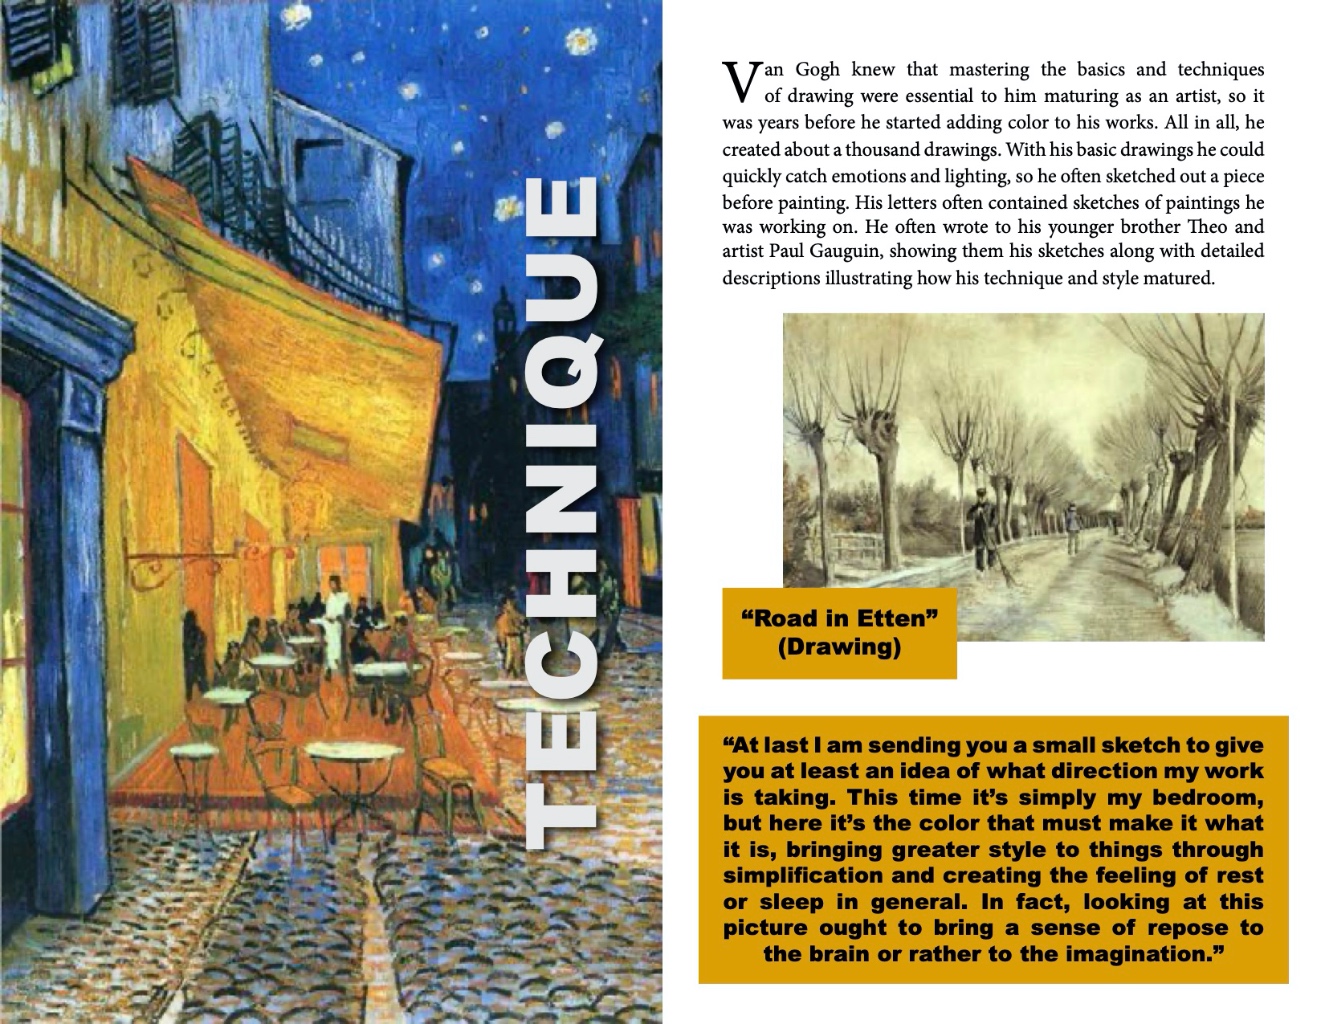 TECHNIQUE
Van Gogh knew that mastering the basics and techniques
of drawing were essential to him maturing as an artist, so it
was years before he started adding color to his works. All in all, he
created about a thousand drawings. With his basic drawings he could
quickly catch emotions and lighting, so he often sketched out a piece
before painting. His letters often contained sketches of paintings he
was working on. He often wrote to his younger brother Theo and
artist Paul Gauguin, showing them his sketches along with detailed
descriptions illustrating how his technique and style matured.
“Road in Etten”
(Drawing)
“At last I am sending you a small sketch to give
you at least an idea of what direction my work
is taking. This time it’s simply my bedroom,
but here it’s the color that must make it what
it is, bringing greater style to things through
simplification and creating the feeling of rest
or sleep in general. In fact, looking at this
picture ought to bring a sense of repose to
the brain or rather to the imagination.”